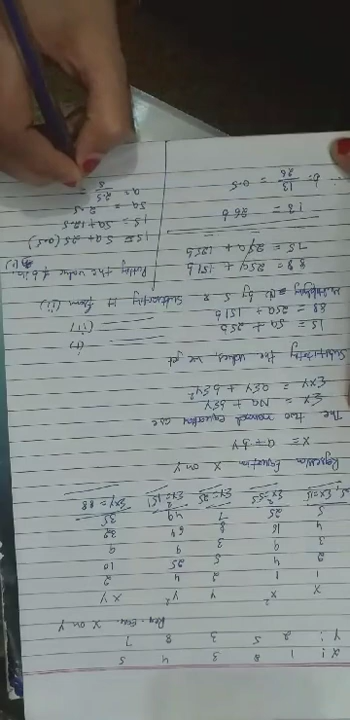 X: 1 2 3 4 5
Y: 2 5 3 8 7
Reg. Equ. X on Y
X X² Y Y² XY
1 1 2 4 2
2 4 5 25 10
3 9 3 9 9
4 16 8 64 32
5 25 7 49 35
ΣX=15 Σx²=55 ΣY=25 ΣY²=151 ΣXY=88
Regression Equation X on Y
X = a + by
The two normal equation are
ΣX = Na + bΣY
ΣXY = aΣY + bΣY²
Substituting the values, we get
15 = 5a + 25b —— (i)
88 = 25a + 151b —— (ii)
Multiplying (i) by 5 & Substracting it from (ii)
88 = 25a + 151b
75 = 25a + 125b
13 = 26b
b = 13/26 = 0.5
Putting the value of b in (i)
15 = 5a + 25(0.5)
15 = 5a + 12.5
5a = 2.5
a = 2.5/5 =